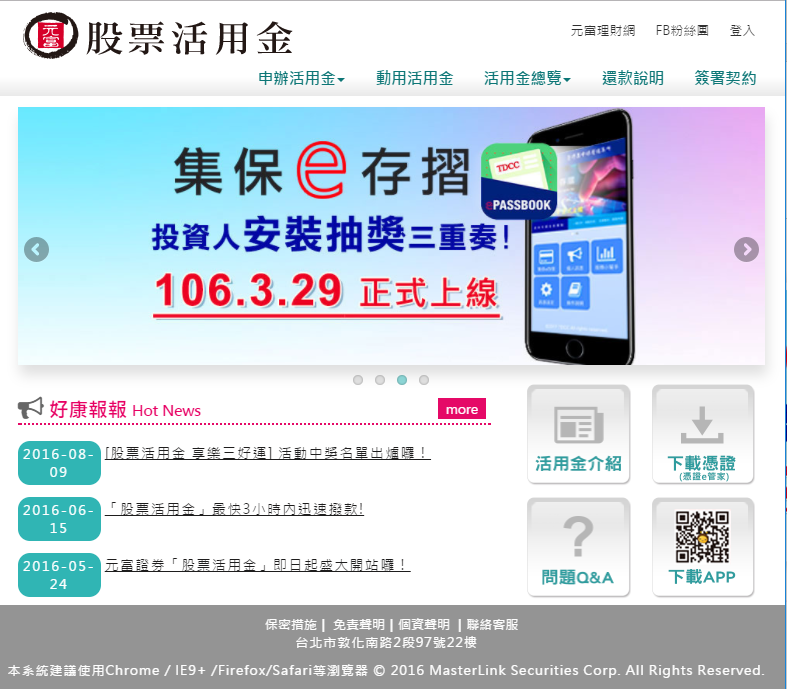 元富 股票活用金
元富理財網 FB粉絲團 登入
申辦活用金 動用活用金 活用金總覽 還款說明 簽署契約
集保e存摺
TDCC
ePASSBOOK
投資人安裝抽獎三重奏!
106.3.29 正式上線
好康報報 Hot News
more
2016-08-09
[股票活用金 享樂三好運] 活動中獎名單出爐囉！
2016-06-15
「股票活用金」最快3小時內迅速撥款!
2016-05-24
元富證券「股票活用金」即日起盛大開站囉！
活用金介紹
下載憑證
(憑證e管家)
?
問題Q&A
下載APP
保密措施 | 免責聲明 | 個資聲明 | 聯絡客服
台北市敦化南路2段97號22樓
本系統建議使用Chrome / IE9+ /Firefox/Safari等瀏覽器 © 2016 MasterLink Securities Corp. All Rights Reserved.